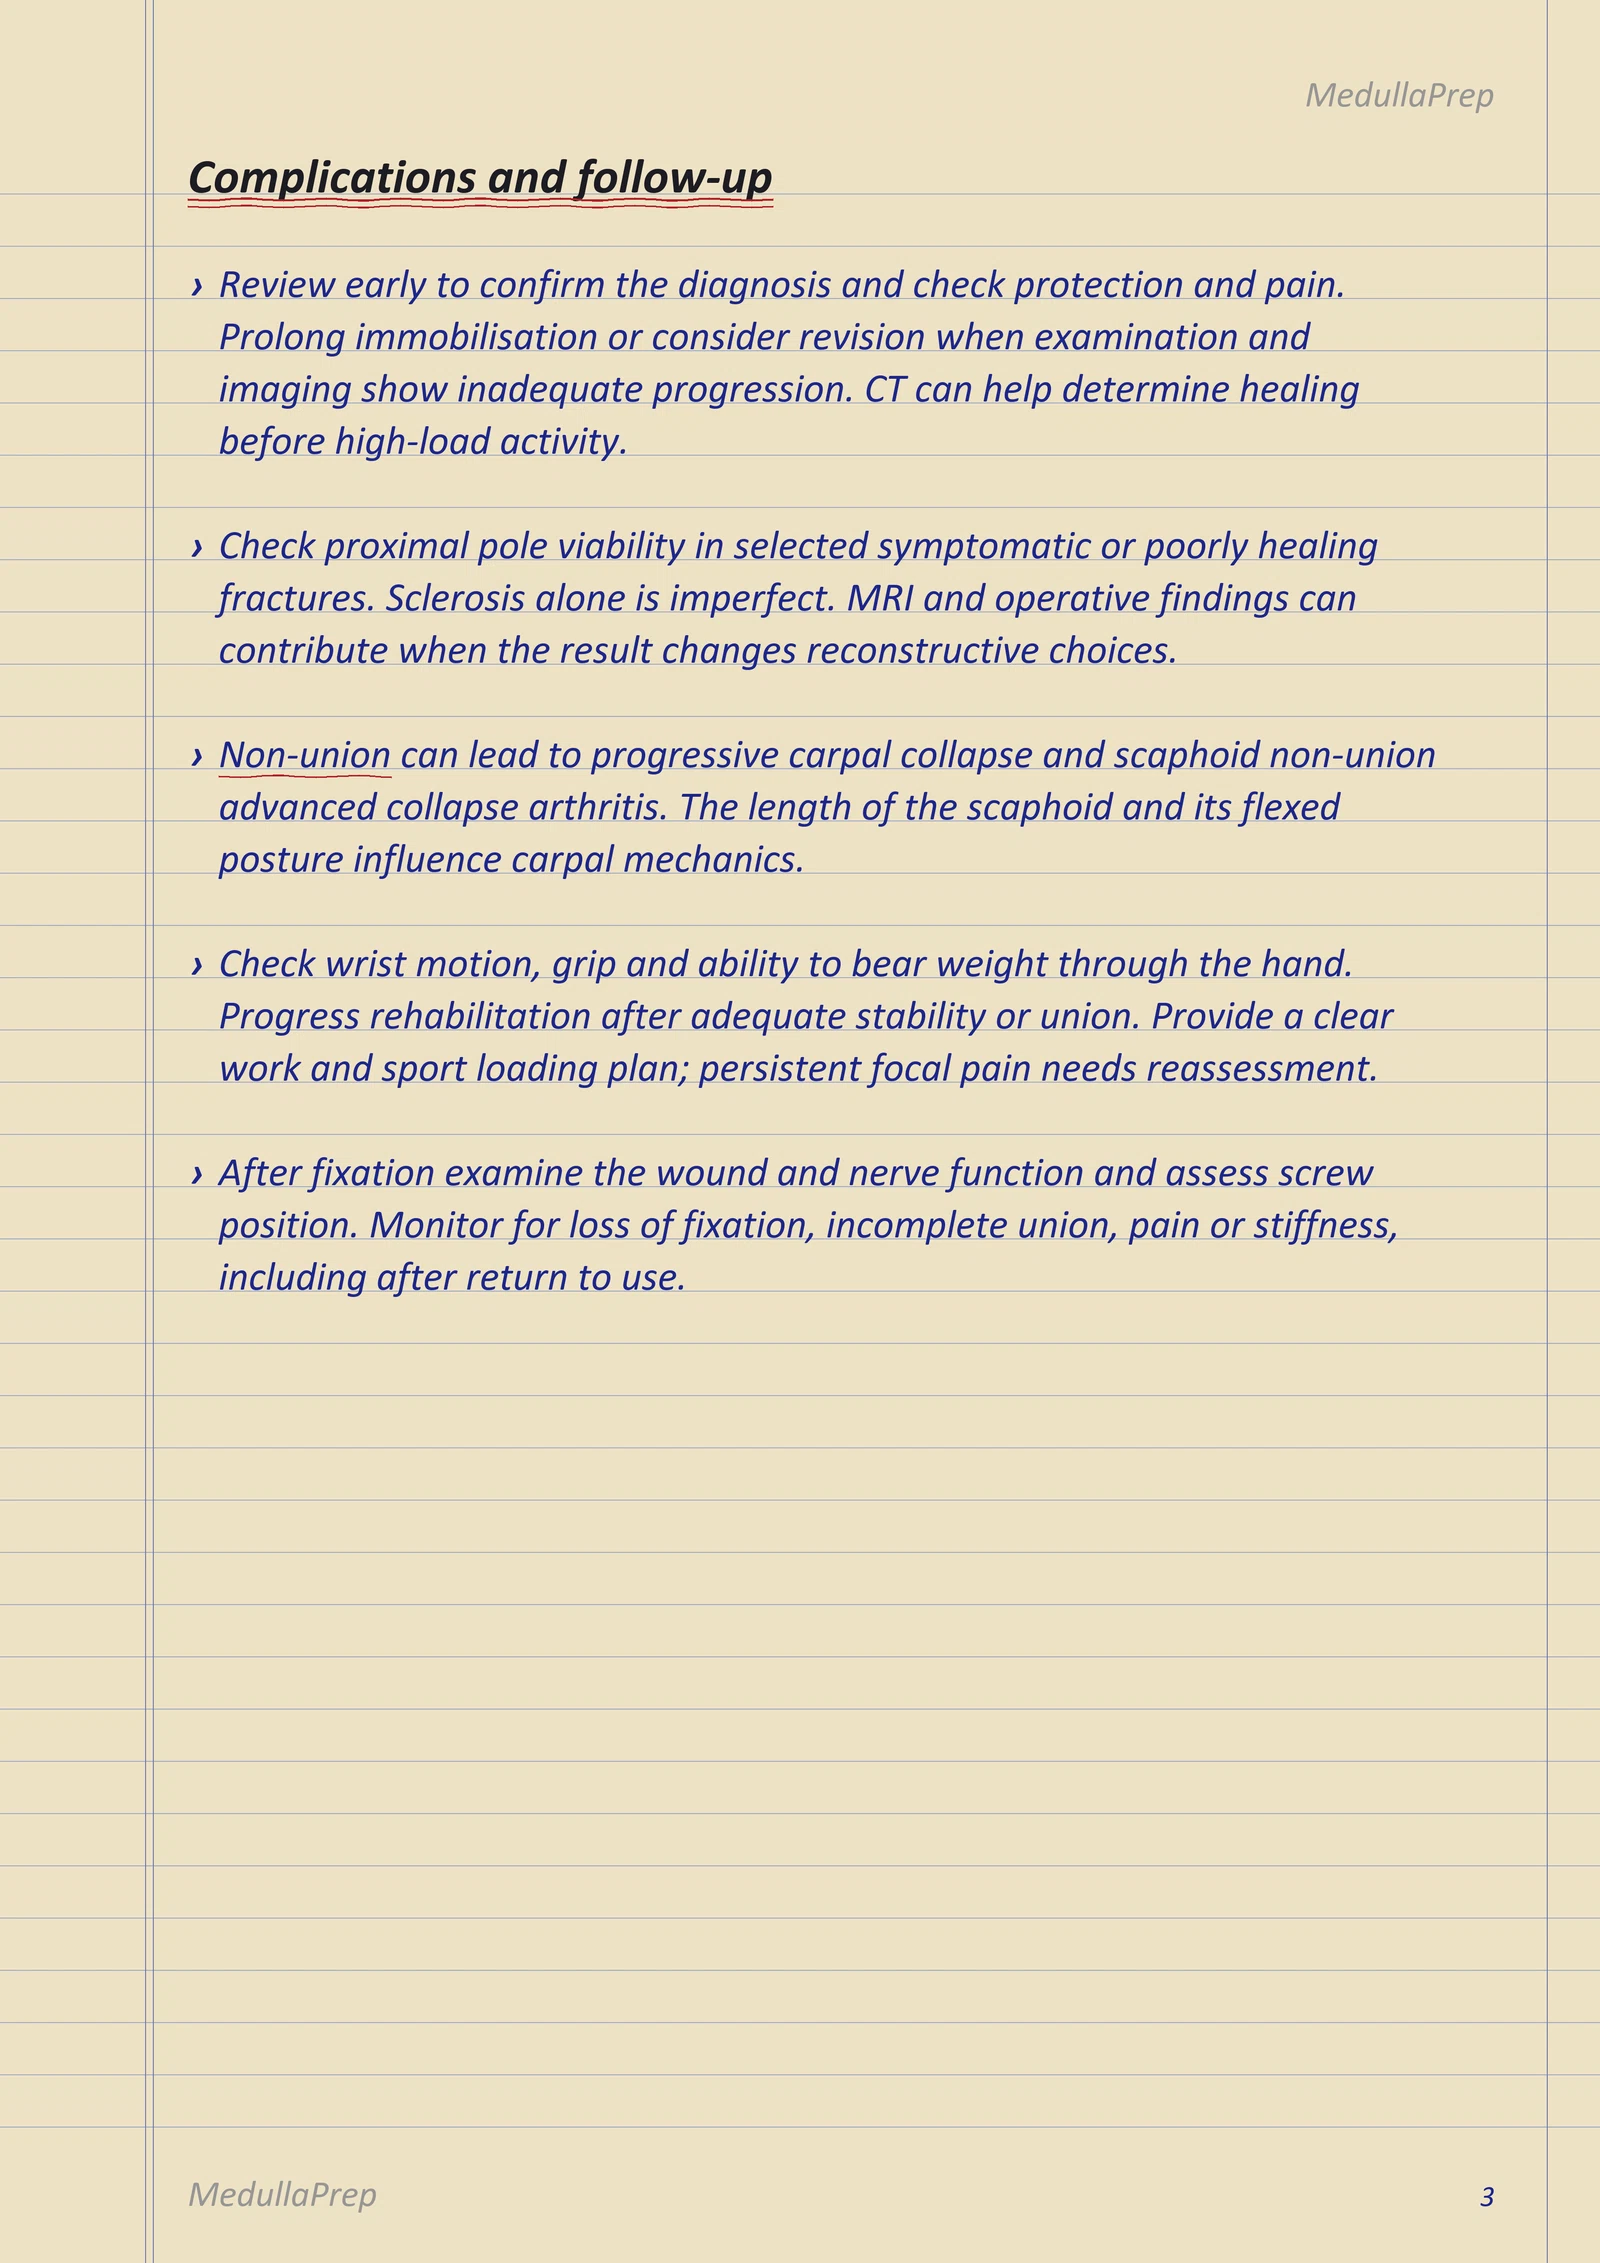 MedullaPrep
Complications and follow-up
› Review early to confirm the diagnosis and check protection and pain.
Prolong immobilisation or consider revision when examination and
imaging show inadequate progression. CT can help determine healing
before high-load activity.
› Check proximal pole viability in selected symptomatic or poorly healing
fractures. Sclerosis alone is imperfect. MRI and operative findings can
contribute when the result changes reconstructive choices.
› Non-union can lead to progressive carpal collapse and scaphoid non-union
advanced collapse arthritis. The length of the scaphoid and its flexed
posture influence carpal mechanics.
› Check wrist motion, grip and ability to bear weight through the hand.
Progress rehabilitation after adequate stability or union. Provide a clear
work and sport loading plan; persistent focal pain needs reassessment.
› After fixation examine the wound and nerve function and assess screw
position. Monitor for loss of fixation, incomplete union, pain or stiffness,
including after return to use.
MedullaPrep
3